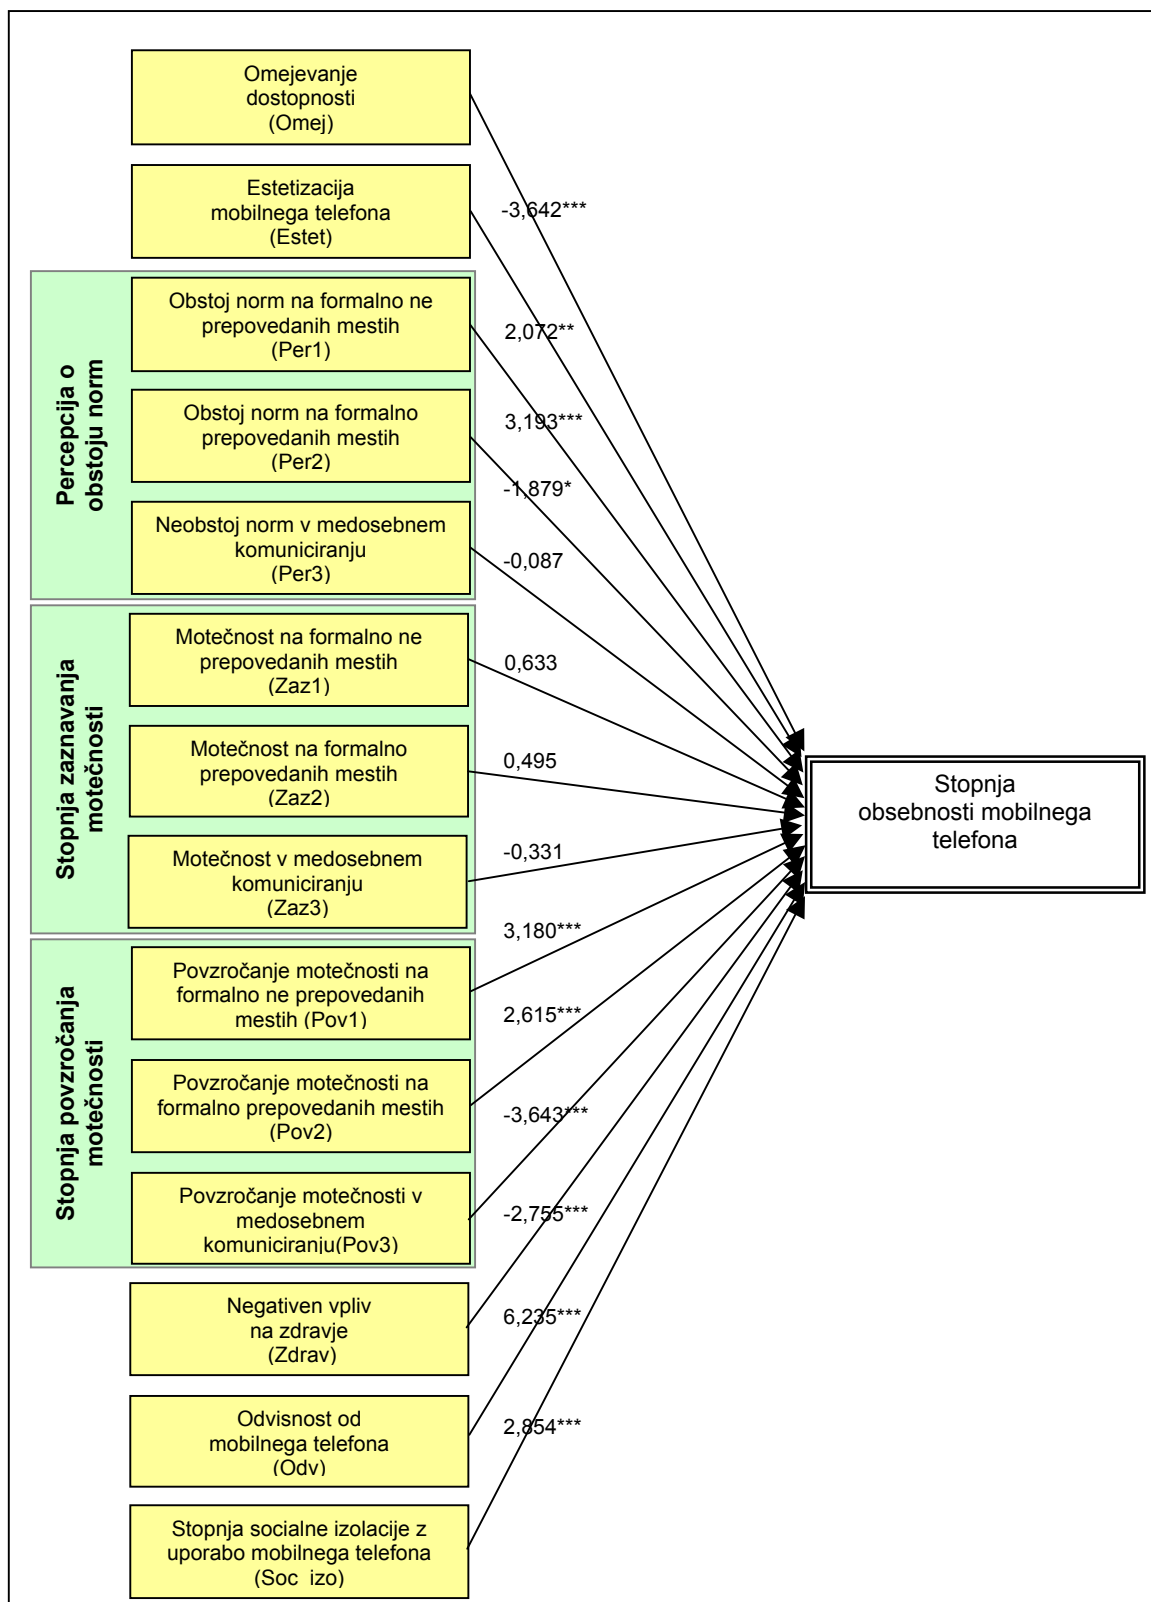 Omejevanje
dostopnosti
(Omej)
Estetizacija
mobilnega telefona
(Estet)
-3,642***
Percepcija o
obstoju norm
Obstoj norm na formalno ne
prepovedanih mestih
(Per1)
2,072**
Obstoj norm na formalno
prepovedanih mestih
(Per2)
3,193***
-1,879*
Neobstoj norm v medosebnem
komuniciranju
(Per3)
-0,087
Stopnja zaznavanja
motečnosti
Motečnost na formalno ne
prepovedanih mestih
(Zaz1)
0,633
Motečnost na formalno
prepovedanih mestih
(Zaz2)
0,495
Motečnost v medosebnem
komuniciranju
(Zaz3)
-0,331
Stopnja
obsebnosti mobilnega
telefona
Stopnja povzročanja
motečnosti
Povzročanje motečnosti na
formalno ne prepovedanih
mestih (Pov1)
3,180***
Povzročanje motečnosti na
formalno prepovedanih mestih
(Pov2)
2,615***
-3,643***
Povzročanje motečnosti v
medosebnem
komuniciranju(Pov3)
-2,755***
Negativen vpliv
na zdravje
(Zdrav)
6,235***
Odvisnost od
mobilnega telefona
(Odv)
2,854***
Stopnja socialne izolacije z
uporabo mobilnega telefona
(Soc_izo)